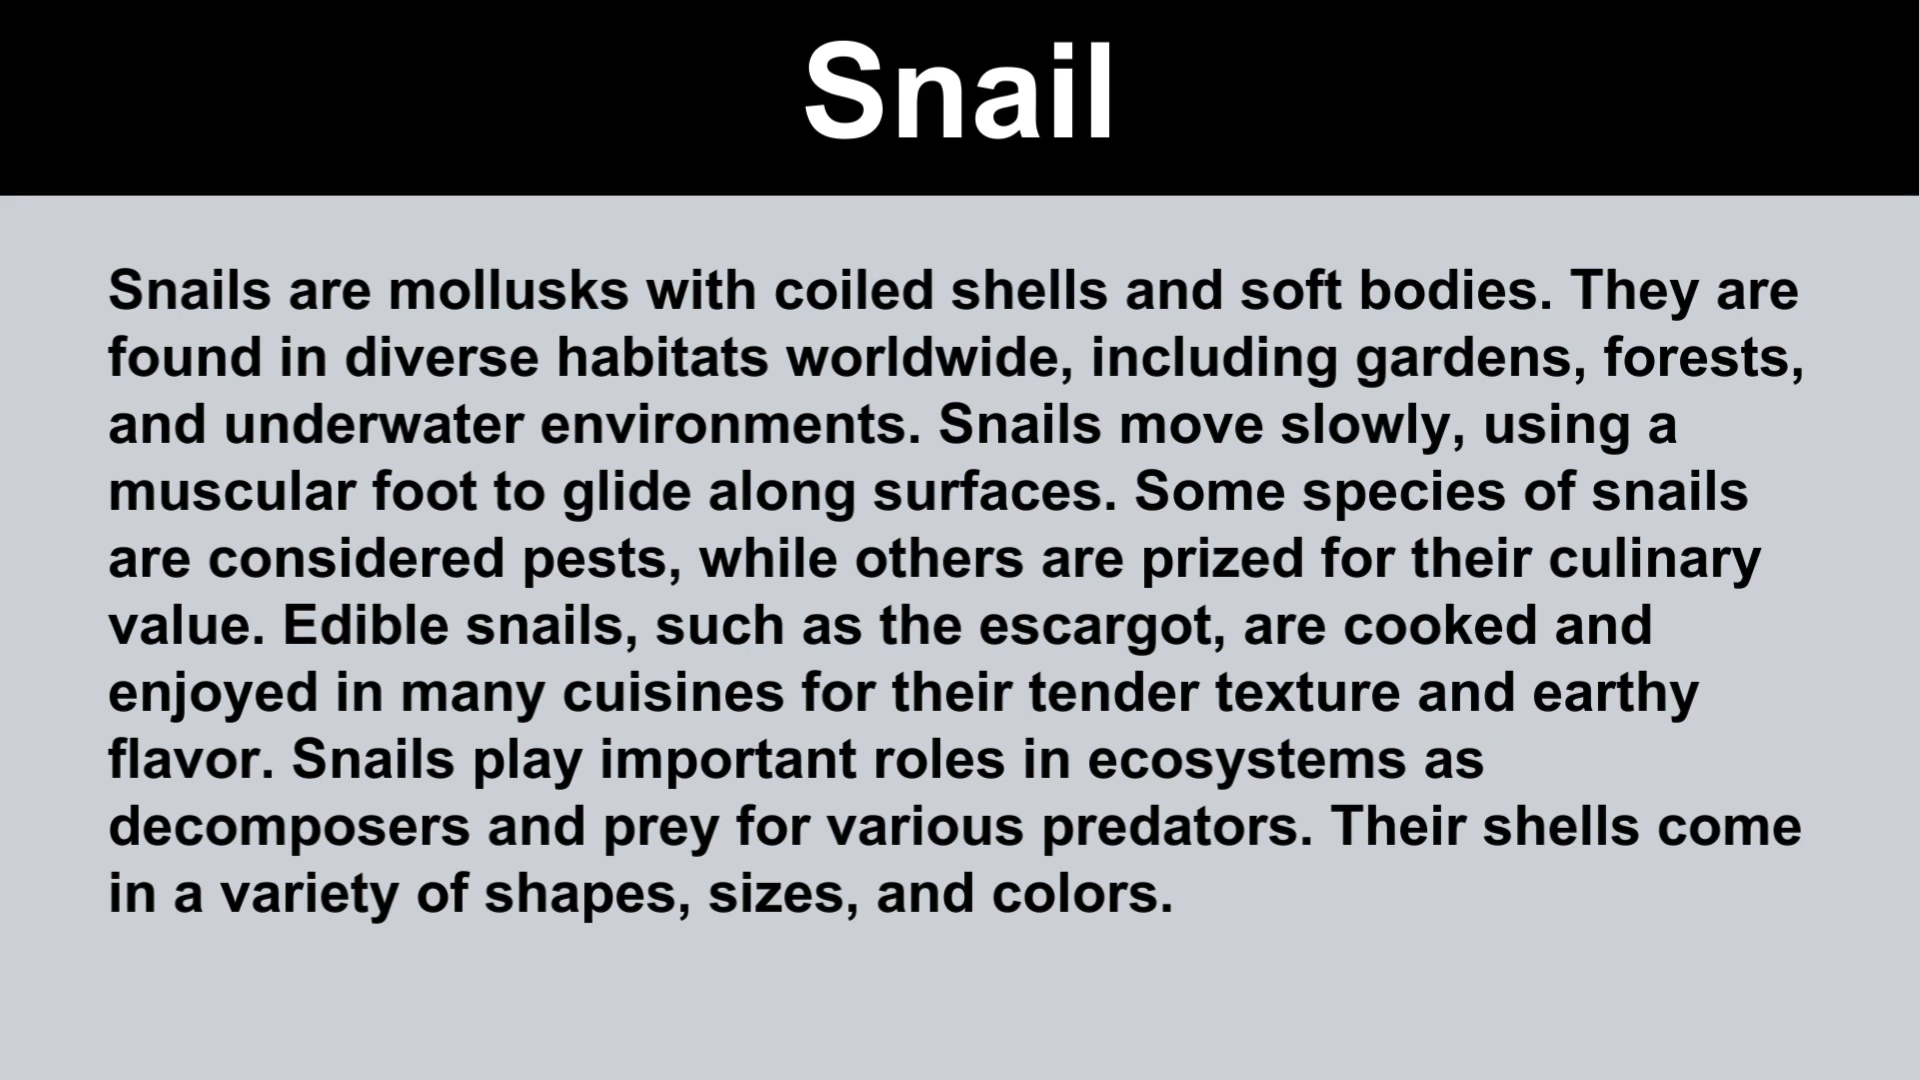 Snail
Snails are mollusks with coiled shells and soft bodies. They are
found in diverse habitats worldwide, including gardens, forests,
and underwater environments. Snails move slowly, using a
muscular foot to glide along surfaces. Some species of snails
are considered pests, while others are prized for their culinary
value. Edible snails, such as the escargot, are cooked and
enjoyed in many cuisines for their tender texture and earthy
flavor. Snails play important roles in ecosystems as
decomposers and prey for various predators. Their shells come
in a variety of shapes, sizes, and colors.